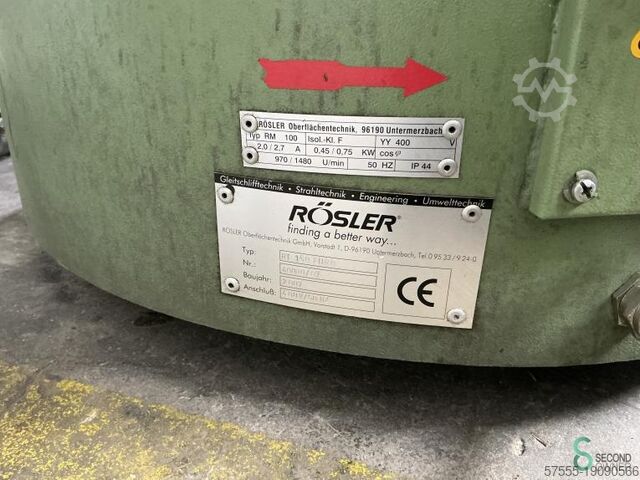 RÖSLER Oberflächentechnik, 96190 Untermerzbach
Typ RM 100 Isol.-Kl. F YY 400 V
2.0 / 2.7 A 0.45 / 0.75 KW cosφ
970 / 1480 U/min 50 HZ IP 44
Gleitschlifftechnik • Strahltechnik • Engineering • Umwelttechnik
RÖSLER®
finding a better way...
RÖSLER Oberflächentechnik GmbH, Vorstadt 1, D-96190 Untermerzbach, Tel. 0 95 33 / 9 24-0
Typ:
Nr.:
Baujahr:
Anschluß:
CE
SECOND
57555-19090566